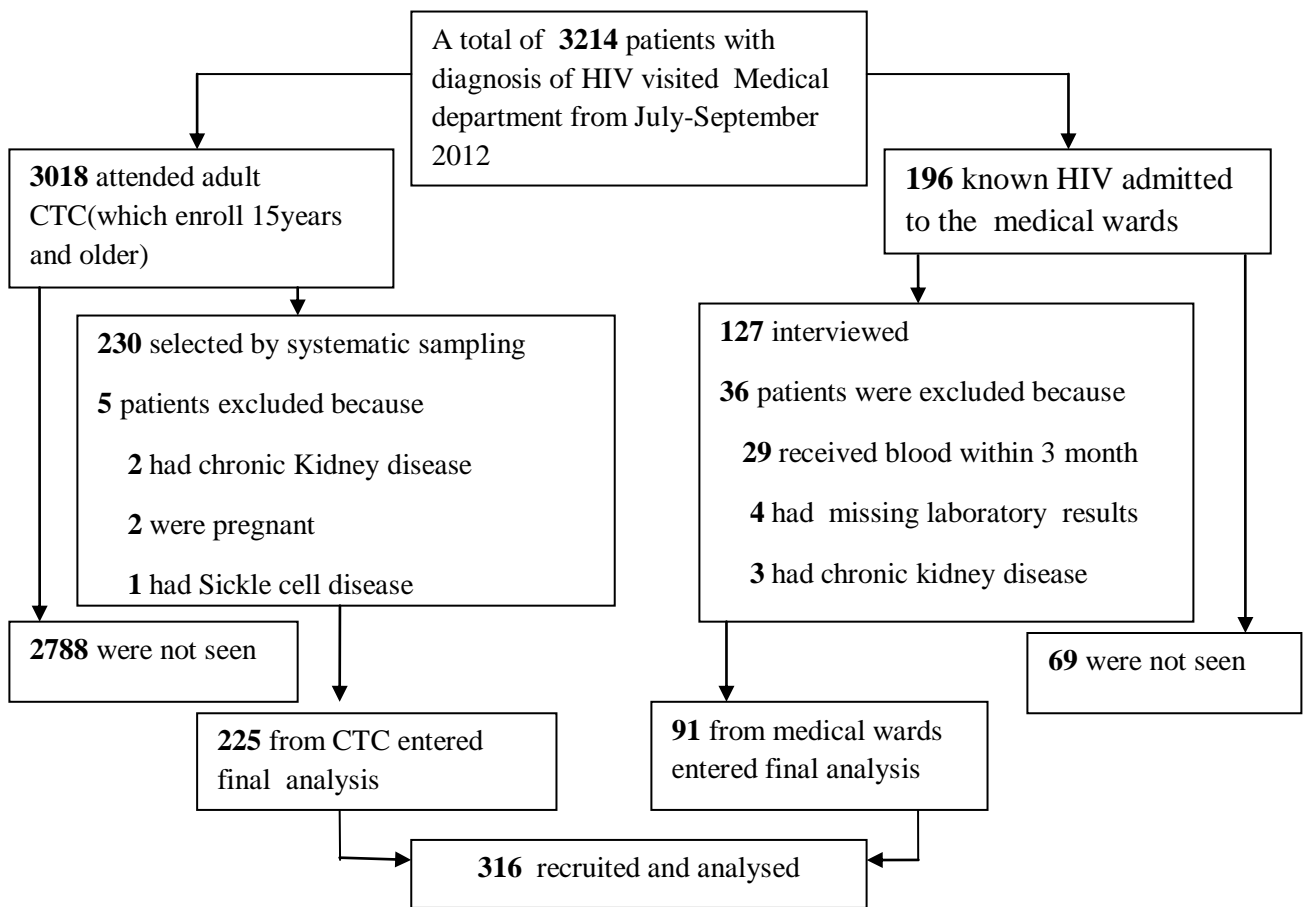 A total of 3214 patients with
diagnosis of HIV visited Medical
department from July-September
2012
3018 attended adult
CTC(which enroll 15years
and older)
196 known HIV admitted
to the medical wards
230 selected by systematic sampling
5 patients excluded because
2 had chronic Kidney disease
2 were pregnant
1 had Sickle cell disease
127 interviewed
36 patients were excluded because
29 received blood within 3 month
4 had missing laboratory results
3 had chronic kidney disease
2788 were not seen
69 were not seen
225 from CTC entered
final analysis
91 from medical wards
entered final analysis
316 recruited and analysed